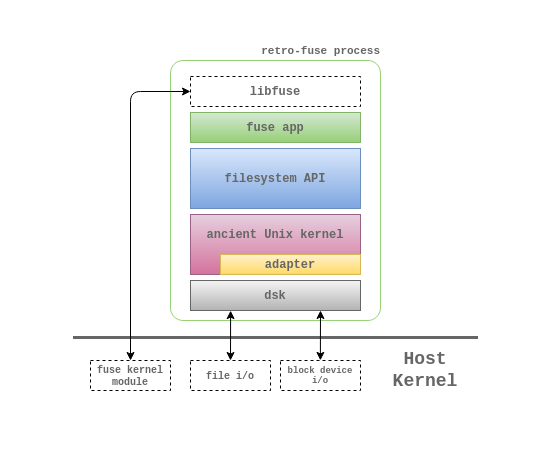 retro-fuse process
libfuse
fuse app
filesystem API
ancient Unix kernel
adapter
dsk
fuse kernel
module
file i/o
block device
i/o
Host
Kernel